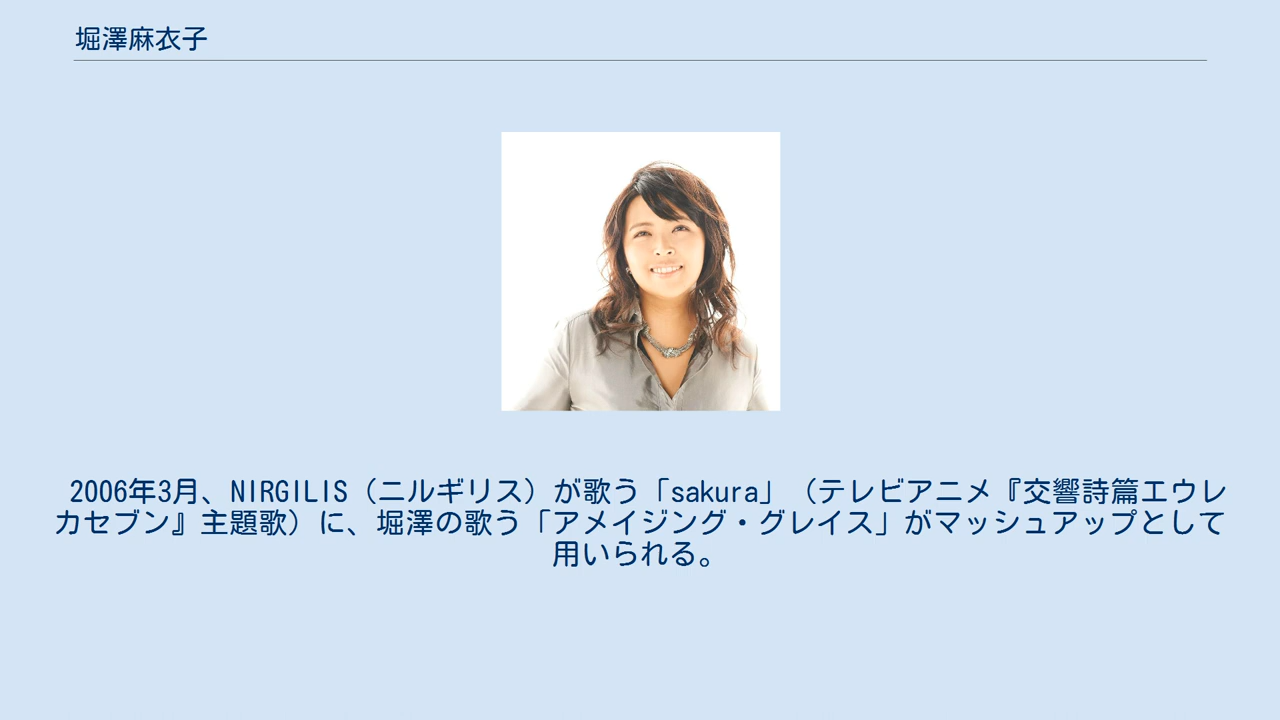 堀澤麻衣子
2006年3月、NIRGILIS（ニルギリス）が歌う「sakura」（テレビアニメ『交響詩篇エウレ
カセブン』主題歌）に、堀澤の歌う「アメイジング・グレイス」がマッシュアップとして
用いられる。